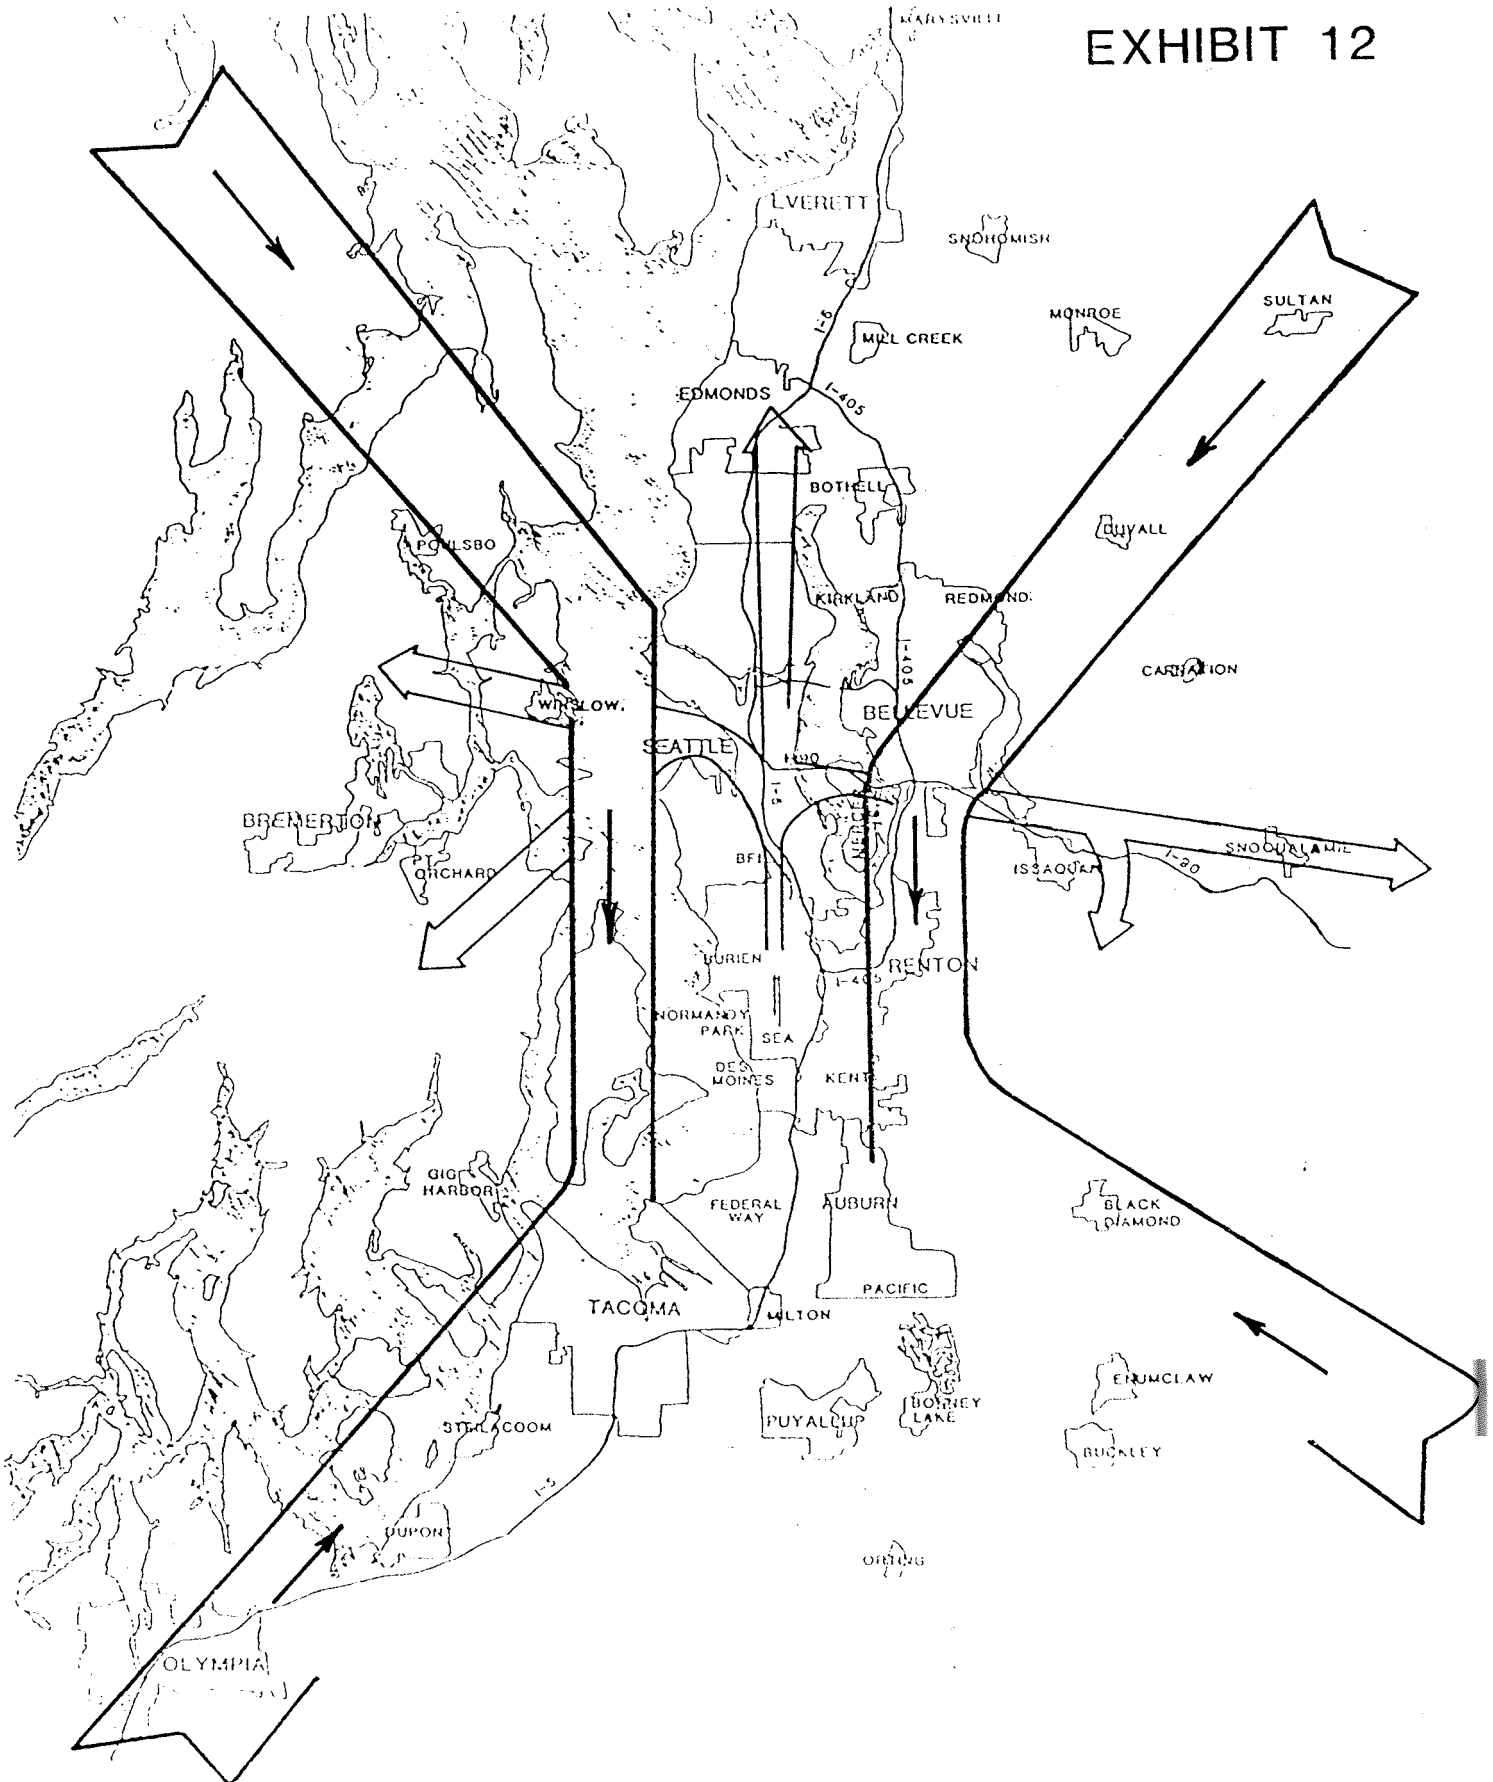 MARYSVILLE
EXHIBIT 12
EVERETT
SNOHOMISH
SULTAN
MONROE
I-5
MILL CREEK
EDMONDS
I-405
BOTHELL
DUVALL
POULSBO
KIRKLAND
REDMOND
I-405
CARNATION
WINSLOW
BELLEVUE
SEATTLE
I-90
I-5
BREMERTON
BFI
SNOQUALAMIE
I-90
PT.
ORCHARD
ISSAQUAH
BURIEN
RENTON
I-405
NORMANDY
PARK
SEA
DES
MOINES
KENT
GIG
HARBOR
FEDERAL
WAY
AUBURN
BLACK
DIAMOND
PACIFIC
TACOMA
MILTON
ENUMCLAW
STEILACOOM
PUYALLUP
BONNEY
LAKE
BUCKLEY
I-5
DUPONT
ORTING
OLYMPIA